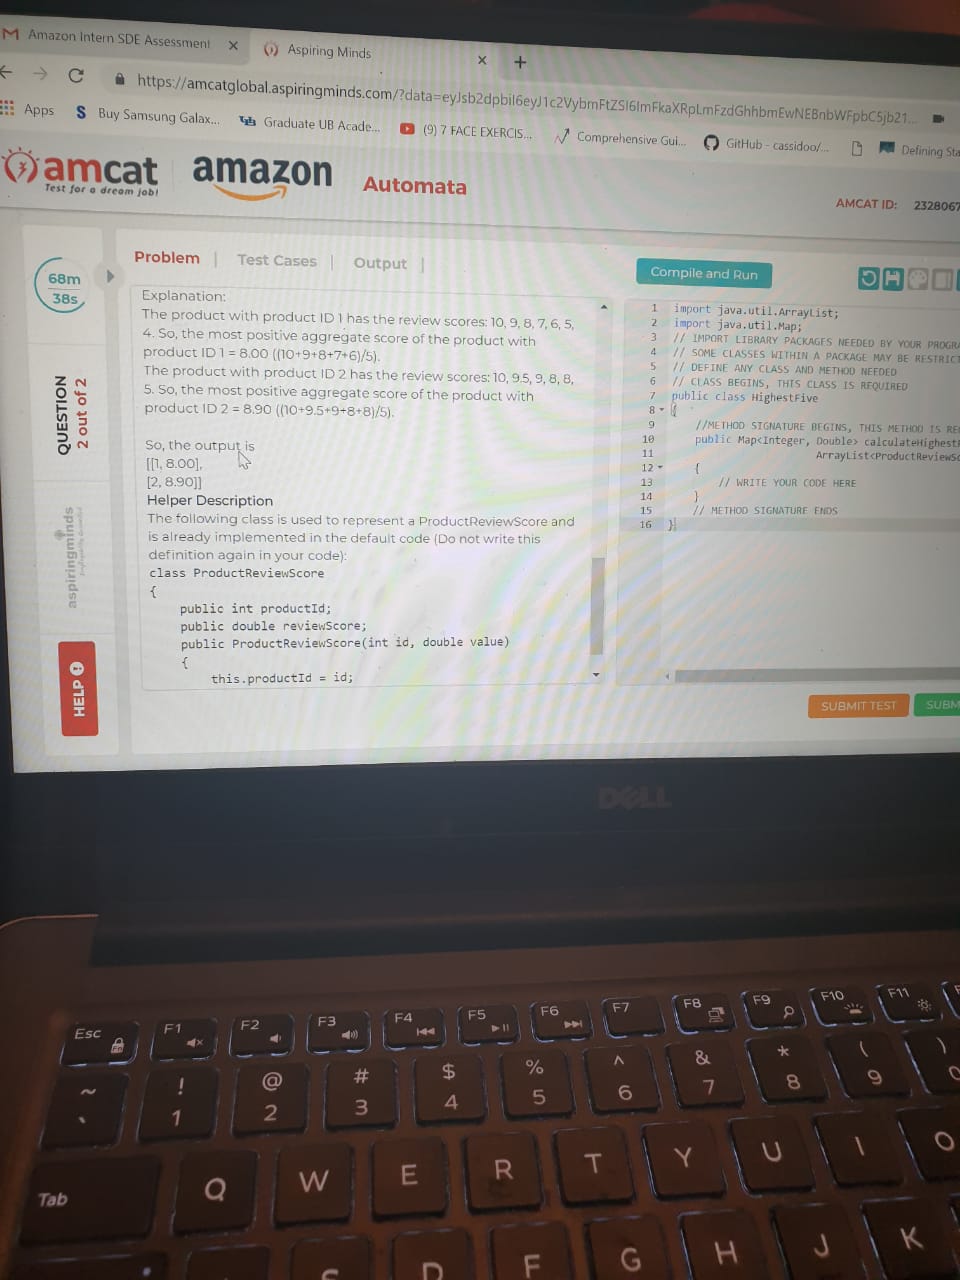 Amazon Intern SDE Assessment
Aspiring Minds
https://amcatglobal.aspiringminds.com/?data=
Apps
Buy Samsung Galax...
Graduate UB Acade...
(9) 7 FACE EXERCIS...
Comprehensive Gui...
GitHub - cassidoo/...
Defining Sta
amcat
Test for a dream job!
amazon
Automata
AMCAT ID: 2328067
68m
38s
QUESTION
2 out of 2
aspiringminds
HELP
Problem | Test Cases | Output |
Compile and Run
Explanation:
The product with product ID 1 has the review scores: 10, 9, 8, 7, 6, 5,
4. So, the most positive aggregate score of the product with
product ID 1 = 8.00 ((10+9+8+7+6)/5).
The product with product ID 2 has the review scores: 10, 9.5, 9, 8, 8,
5. So, the most positive aggregate score of the product with
product ID 2 = 8.90 ((10+9.5+9+8+8)/5).
So, the output is
[[1, 8.00],
[2, 8.90]]
Helper Description
The following class is used to represent a ProductReviewScore and
is already implemented in the default code (Do not write this
definition again in your code):
class ProductReviewScore
{
public int productId;
public double reviewScore;
public ProductReviewScore(int id, double value)
{
this.productId = id;
1 import java.util.ArrayList;
2 import java.util.Map;
3 // IMPORT LIBRARY PACKAGES NEEDED BY YOUR PROGRA
4 // SOME CLASSES WITHIN A PACKAGE MAY BE RESTRICT
5 // DEFINE ANY CLASS AND METHOD NEEDED
6 // CLASS BEGINS, THIS CLASS IS REQUIRED
7 public class HighestFive
8 {
9 //METHOD SIGNATURE BEGINS, THIS METHOD IS RE
10 public Map<Integer, Double> calculateHighest
11 ArrayList<ProductReviewSc
12 {
13 // WRITE YOUR CODE HERE
14 }
15 // METHOD SIGNATURE ENDS
16 }
SUBMIT TEST
SUBM
DELL
Esc F1 F2 F3 F4 F5 F6 F7 F8 F9 F10 F11
Fn
~ ! @ # $ % ^ & * ( )
` 1 2 3 4 5 6 7 8 9
Tab Q W E R T Y U I O
S D F G H J K